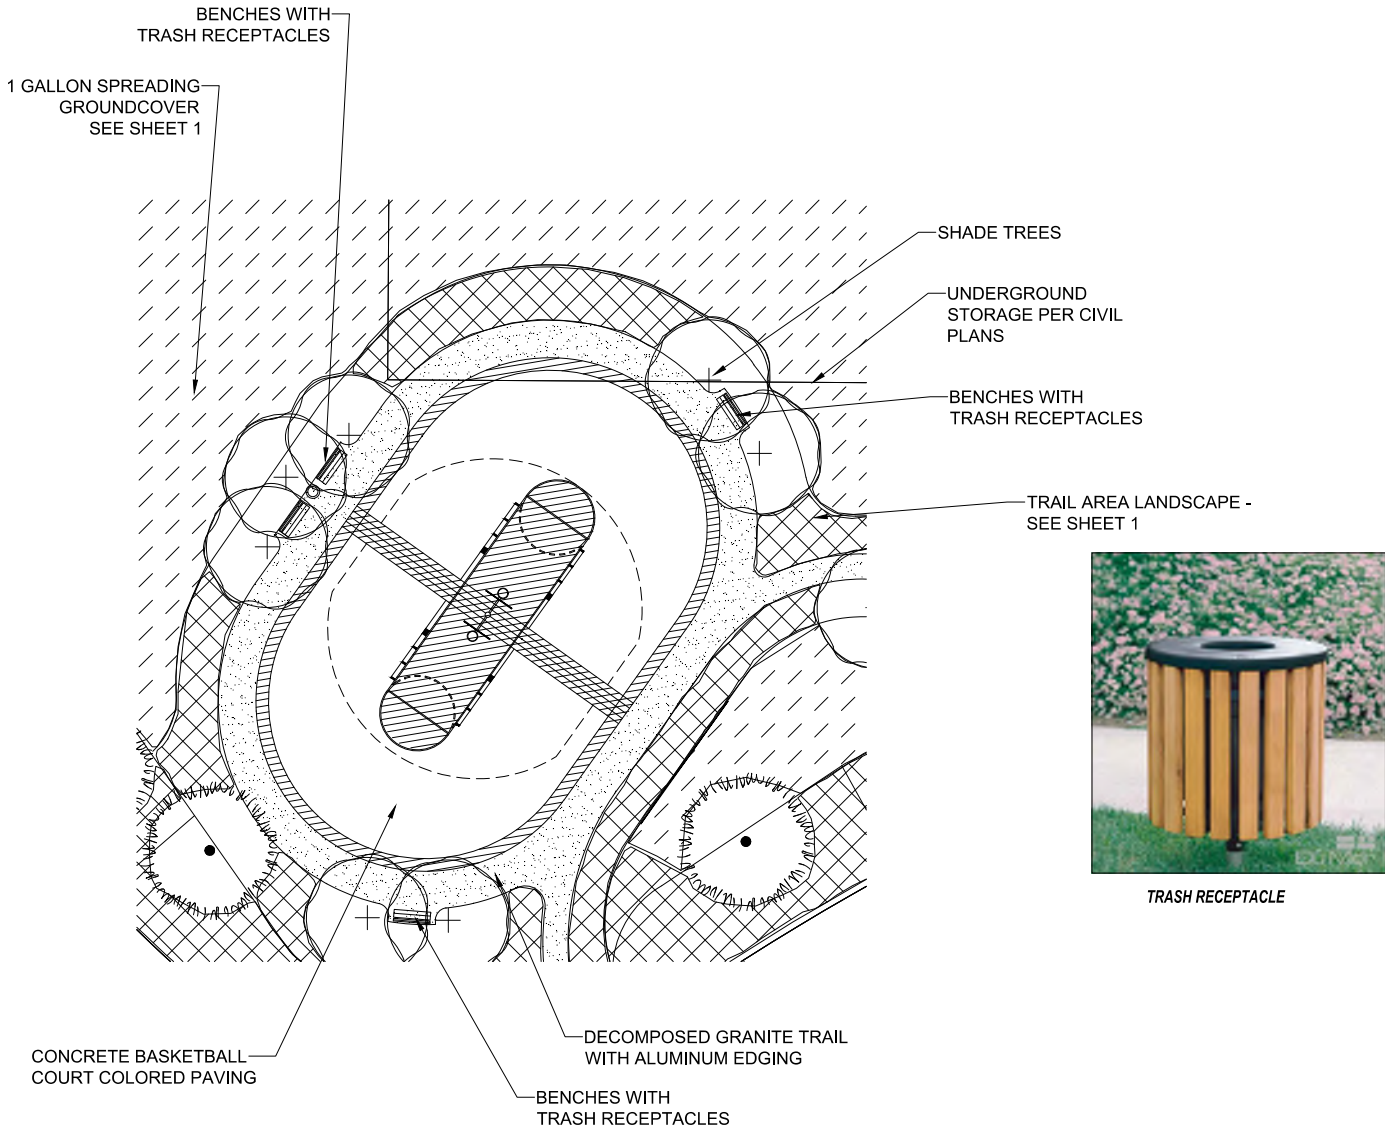 BENCHES WITH
TRASH RECEPTACLES
1 GALLON SPREADING
GROUNDCOVER
SEE SHEET 1
SHADE TREES
UNDERGROUND
STORAGE PER CIVIL
PLANS
BENCHES WITH
TRASH RECEPTACLES
TRAIL AREA LANDSCAPE -
SEE SHEET 1
TRASH RECEPTACLE
DECOMPOSED GRANITE TRAIL
WITH ALUMINUM EDGING
CONCRETE BASKETBALL
COURT COLORED PAVING
BENCHES WITH
TRASH RECEPTACLES